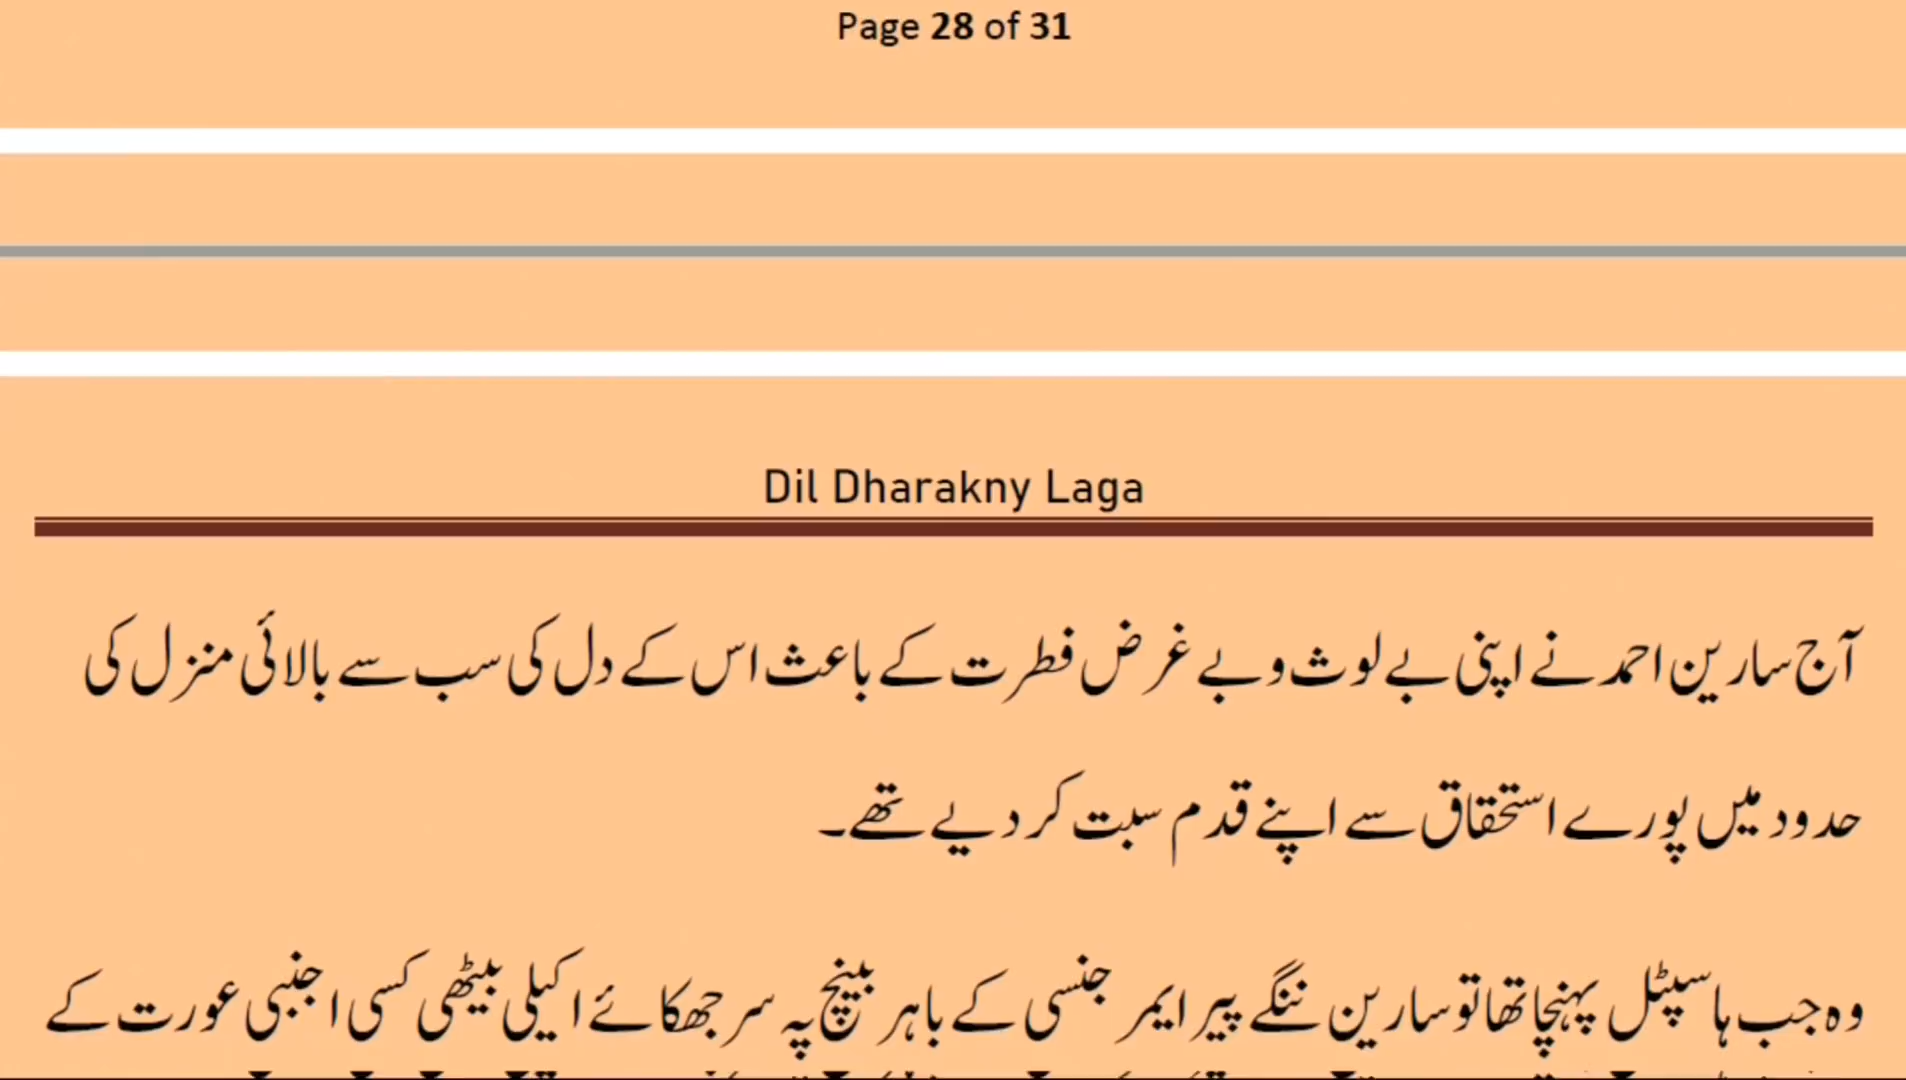 Page 28 of 31
Dil Dharakny Laga
آج سارین احمد نے اپنی بے لوث و بے غرض فطرت کے باعث اس کے دل کی سب سے بالائی منزل کی
حدود میں پورے استحقاق سے اپنے قدم سبت کر دیے تھے۔
وہ جب ہاسپٹل پہنچا تھا تو سارین ننگے پیر ایمر جنسی کے باہر بینچ پہ سر جھکائے اکیلی بیٹھی کسی اجنبی عورت کے